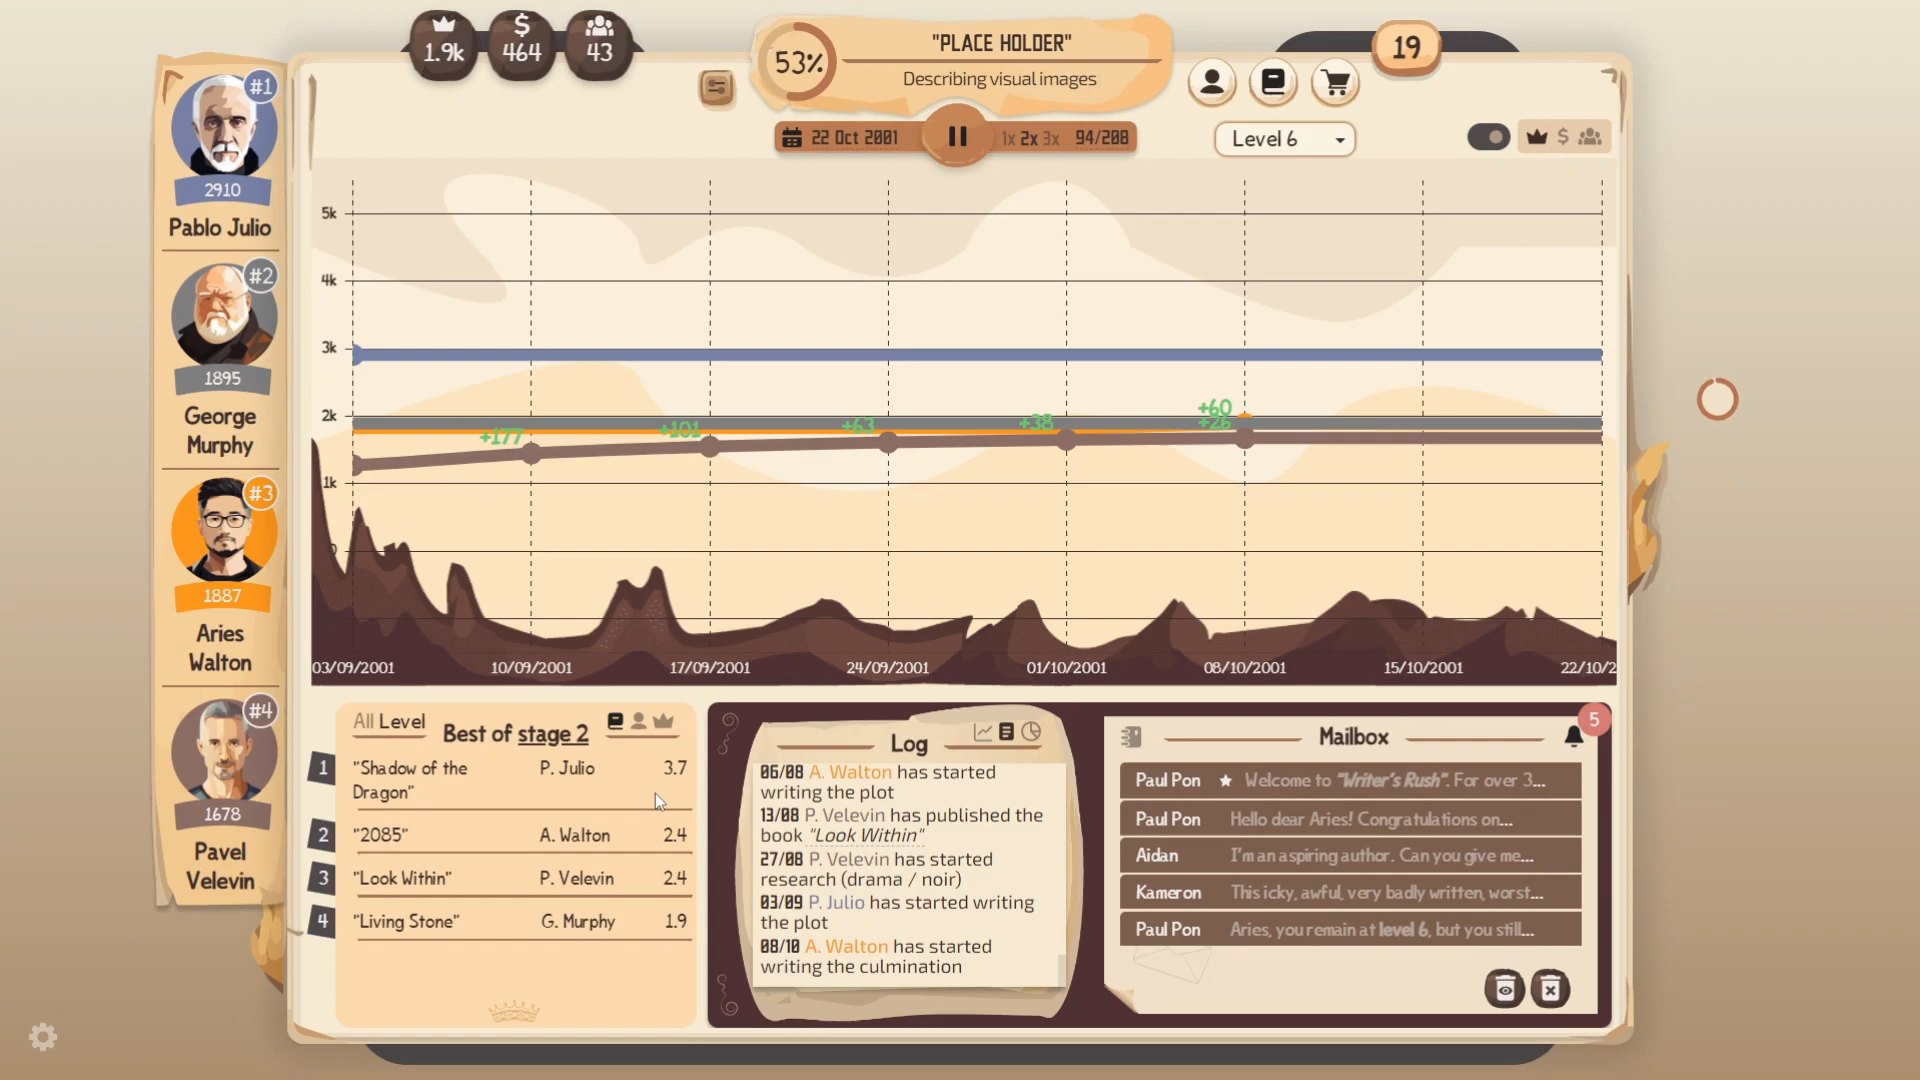 1.9k
$
464
43
53%
"PLACE HOLDER"
Describing visual images
19
22 Oct 2001
1x 2x 3x
94/208
Level 6
$
#1
2910
Pablo Julio
#2
1895
George
Murphy
#3
1887
Aries
Walton
#4
1678
Pavel
Velevin
5k
4k
3k
2k
1k
0
+177
+101
+63
+38
+60
+26
03/09/2001
10/09/2001
17/09/2001
24/09/2001
01/10/2001
08/10/2001
15/10/2001
22/10/2
All Level
Best of stage 2
1 "Shadow of the P. Julio 3.7
Dragon"
2 "2085" A. Walton 2.4
3 "Look Within" P. Velevin 2.4
4 "Living Stone" G. Murphy 1.9
Log
06/08 A. Walton has started
writing the plot
13/08 P. Velevin has published the
book "Look Within"
27/08 P. Velevin has started
research (drama / noir)
03/09 P. Julio has started writing
the plot
08/10 A. Walton has started
writing the culmination
Mailbox
5
Paul Pon Welcome to "Writer's Rush". For over 3...
Paul Pon Hello dear Aries! Congratulations on...
Aidan I'm an aspiring author. Can you give me...
Kameron This icky, awful, very badly written, worst...
Paul Pon Aries, you remain at level 6, but you still...